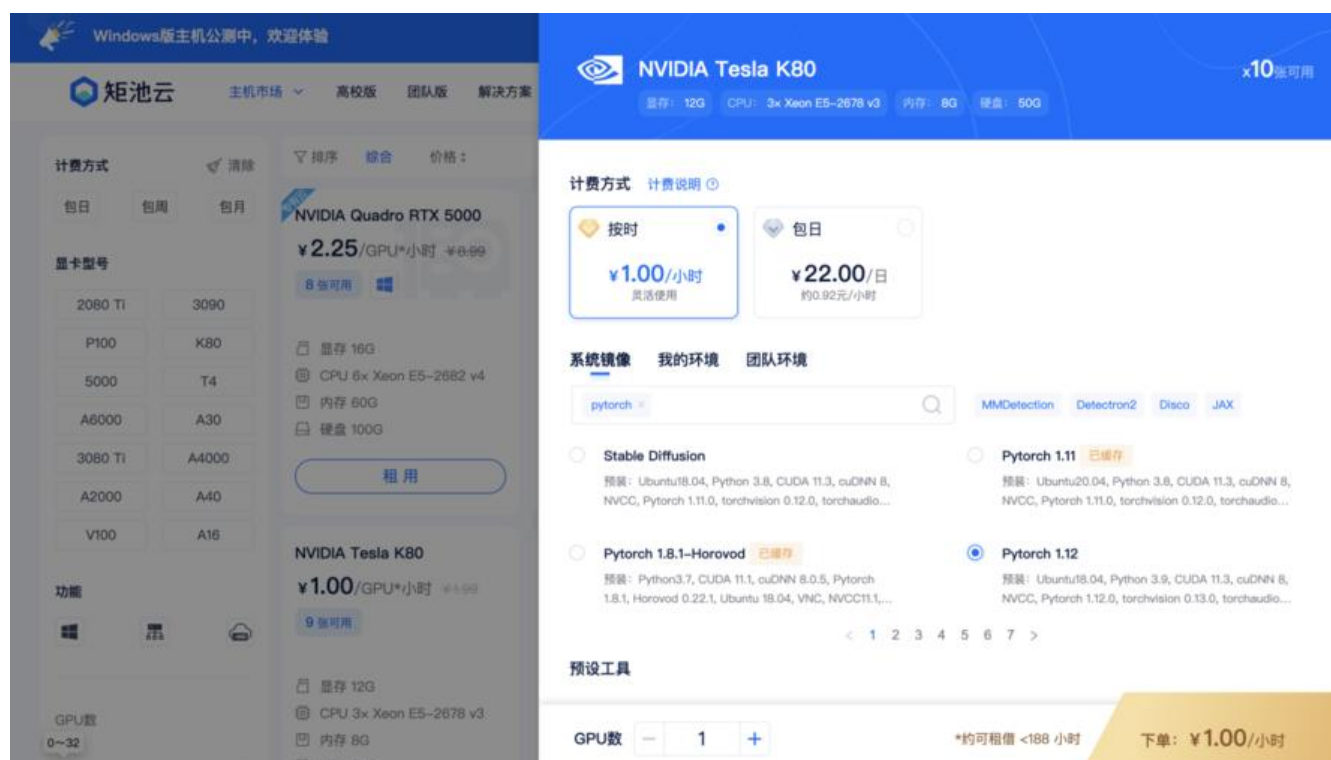 Windows版主机公测中，欢迎体验
矩池云
主机市场 高校版 团队版 解决方案
计费方式 清除
包日 包周 包月
显卡型号
2080 Ti 3090
P100 K80
5000 T4
A6000 A30
3080 Ti A4000
A2000 A40
V100 A16
功能
GPU数
0~32
排序 综合 价格
NVIDIA Quadro RTX 5000
¥2.25/GPU*小时 ¥8.99
8 张可用
显存 16G
CPU 6x Xeon E5-2682 v4
内存 60G
硬盘 100G
租用
NVIDIA Tesla K80
¥1.00/GPU*小时 ¥1.99
9 张可用
显存 12G
CPU 3x Xeon E5-2678 v3
内存 8G
NVIDIA Tesla K80
x10张可用
显存: 12G CPU: 3x Xeon E5-2678 v3 内存: 8G 硬盘: 50G
计费方式 计费说明
按时
¥1.00/小时
灵活使用
包日
¥22.00/日
约0.92元/小时
系统镜像 我的环境 团队环境
pytorch × MMDetection Detectron2 Disco JAX
Stable Diffusion
预装: Ubuntu18.04, Python 3.8, CUDA 11.3, cuDNN 8,
NVCC, Pytorch 1.11.0, torchvision 0.12.0, torchaudio...
Pytorch 1.11 已缓存
预装: Ubuntu20.04, Python 3.8, CUDA 11.3, cuDNN 8,
NVCC, Pytorch 1.11.0, torchvision 0.12.0, torchaudio...
Pytorch 1.8.1-Horovod 已缓存
预装: Python3.7, CUDA 11.1, cuDNN 8.0.5, Pytorch
1.8.1, Horovod 0.22.1, Ubuntu 18.04, VNC, NVCC11.1,...
Pytorch 1.12
预装: Ubuntu18.04, Python 3.9, CUDA 11.3, cuDNN 8,
NVCC, Pytorch 1.12.0, torchvision 0.13.0, torchaudio...
< 1 2 3 4 5 6 7 >
预设工具
GPU数 － 1 + *约可租借 <188 小时 下单: ¥1.00/小时